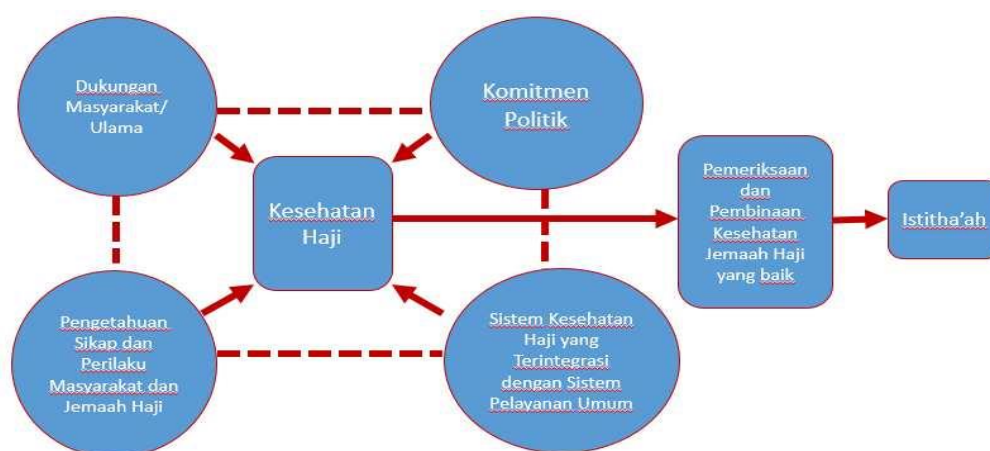 Dukungan
Masyarakat/
Ulama
Komitmen
Politik
Kesehatan
Haji
Pemeriksaan
dan
Pembinaan
Kesehatan
Jemaah Haji
yang baik
Istitha'ah
Pengetahuan
Sikap dan
Perilaku
Masyarakat dan
Jemaah Haji
Sistem Kesehatan
Haji yang
Terintegrasi
dengan Sistem
Pelayanan Umum